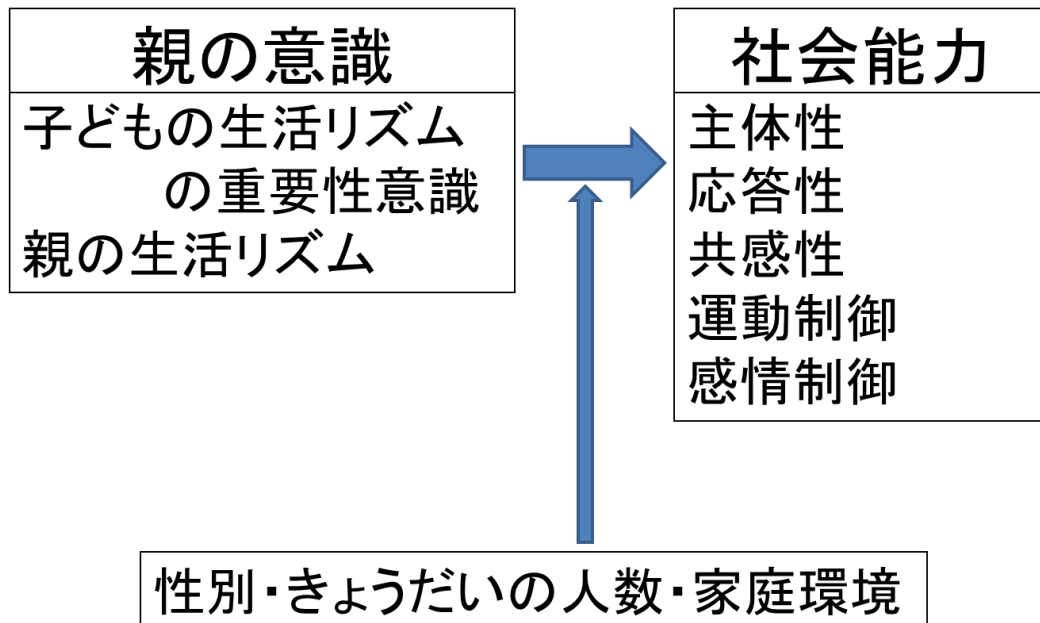 親の意識
子どもの生活リズム
の重要性意識
親の生活リズム
社会能力
主体性
応答性
共感性
運動制御
感情制御
性別・きょうだいの人数・家庭環境